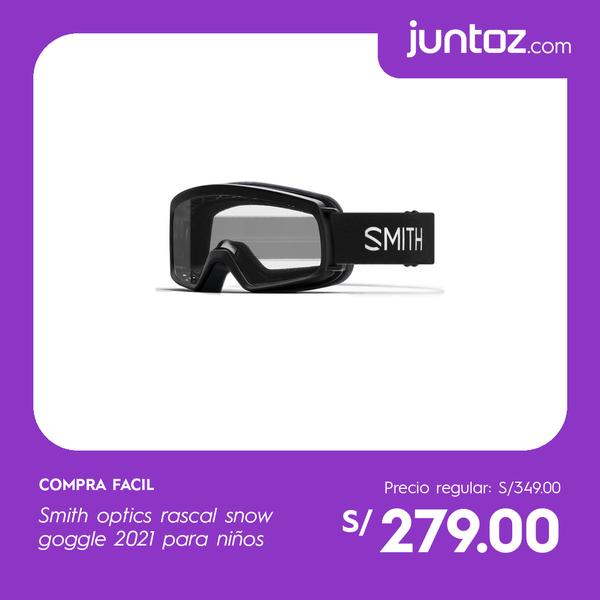 juntoz.com
SMITH
COMPRA FACIL
Smith optics rascal snow
goggle 2021 para niños
Precio regular: S/349.00
S/279.00